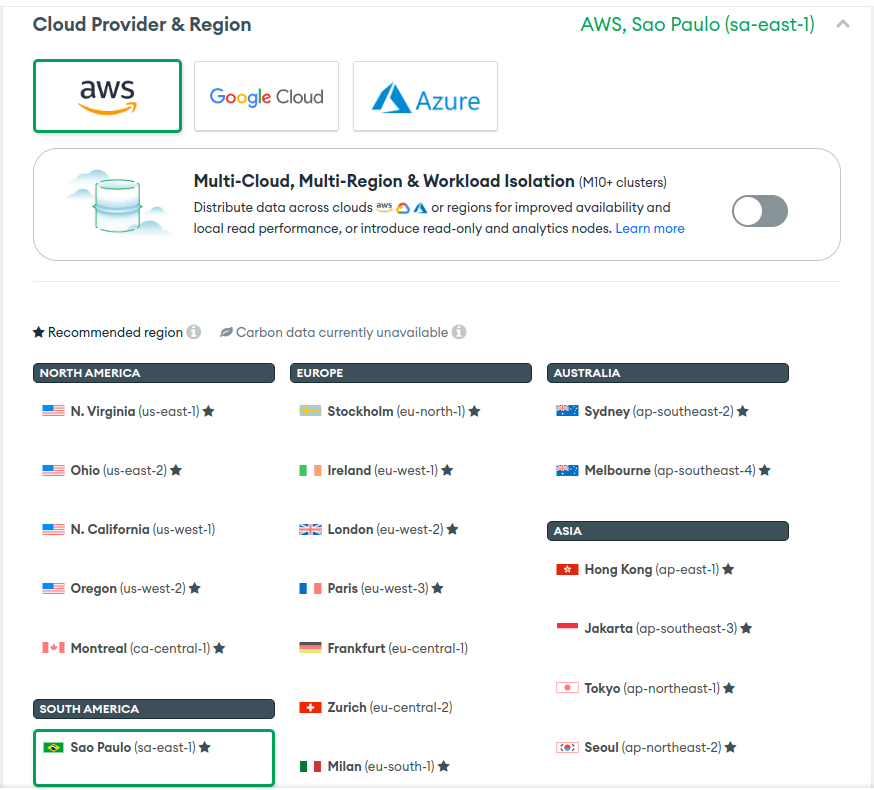 Cloud Provider & Region
AWS, Sao Paulo (sa-east-1)
aws
Google Cloud
Azure
Multi-Cloud, Multi-Region & Workload Isolation (M10+ clusters)
Distribute data across clouds aws or regions for improved availability and
local read performance, or introduce read-only and analytics nodes. Learn more
★ Recommended region
Carbon data currently unavailable
NORTH AMERICA
N. Virginia (us-east-1) ★
Ohio (us-east-2) ★
N. California (us-west-1)
Oregon (us-west-2) ★
Montreal (ca-central-1) ★
SOUTH AMERICA
Sao Paulo (sa-east-1) ★
EUROPE
Stockholm (eu-north-1) ★
Ireland (eu-west-1) ★
London (eu-west-2) ★
Paris (eu-west-3) ★
Frankfurt (eu-central-1)
Zurich (eu-central-2)
Milan (eu-south-1) ★
AUSTRALIA
Sydney (ap-southeast-2) ★
Melbourne (ap-southeast-4) ★
ASIA
Hong Kong (ap-east-1) ★
Jakarta (ap-southeast-3) ★
Tokyo (ap-northeast-1) ★
Seoul (ap-northeast-2) ★